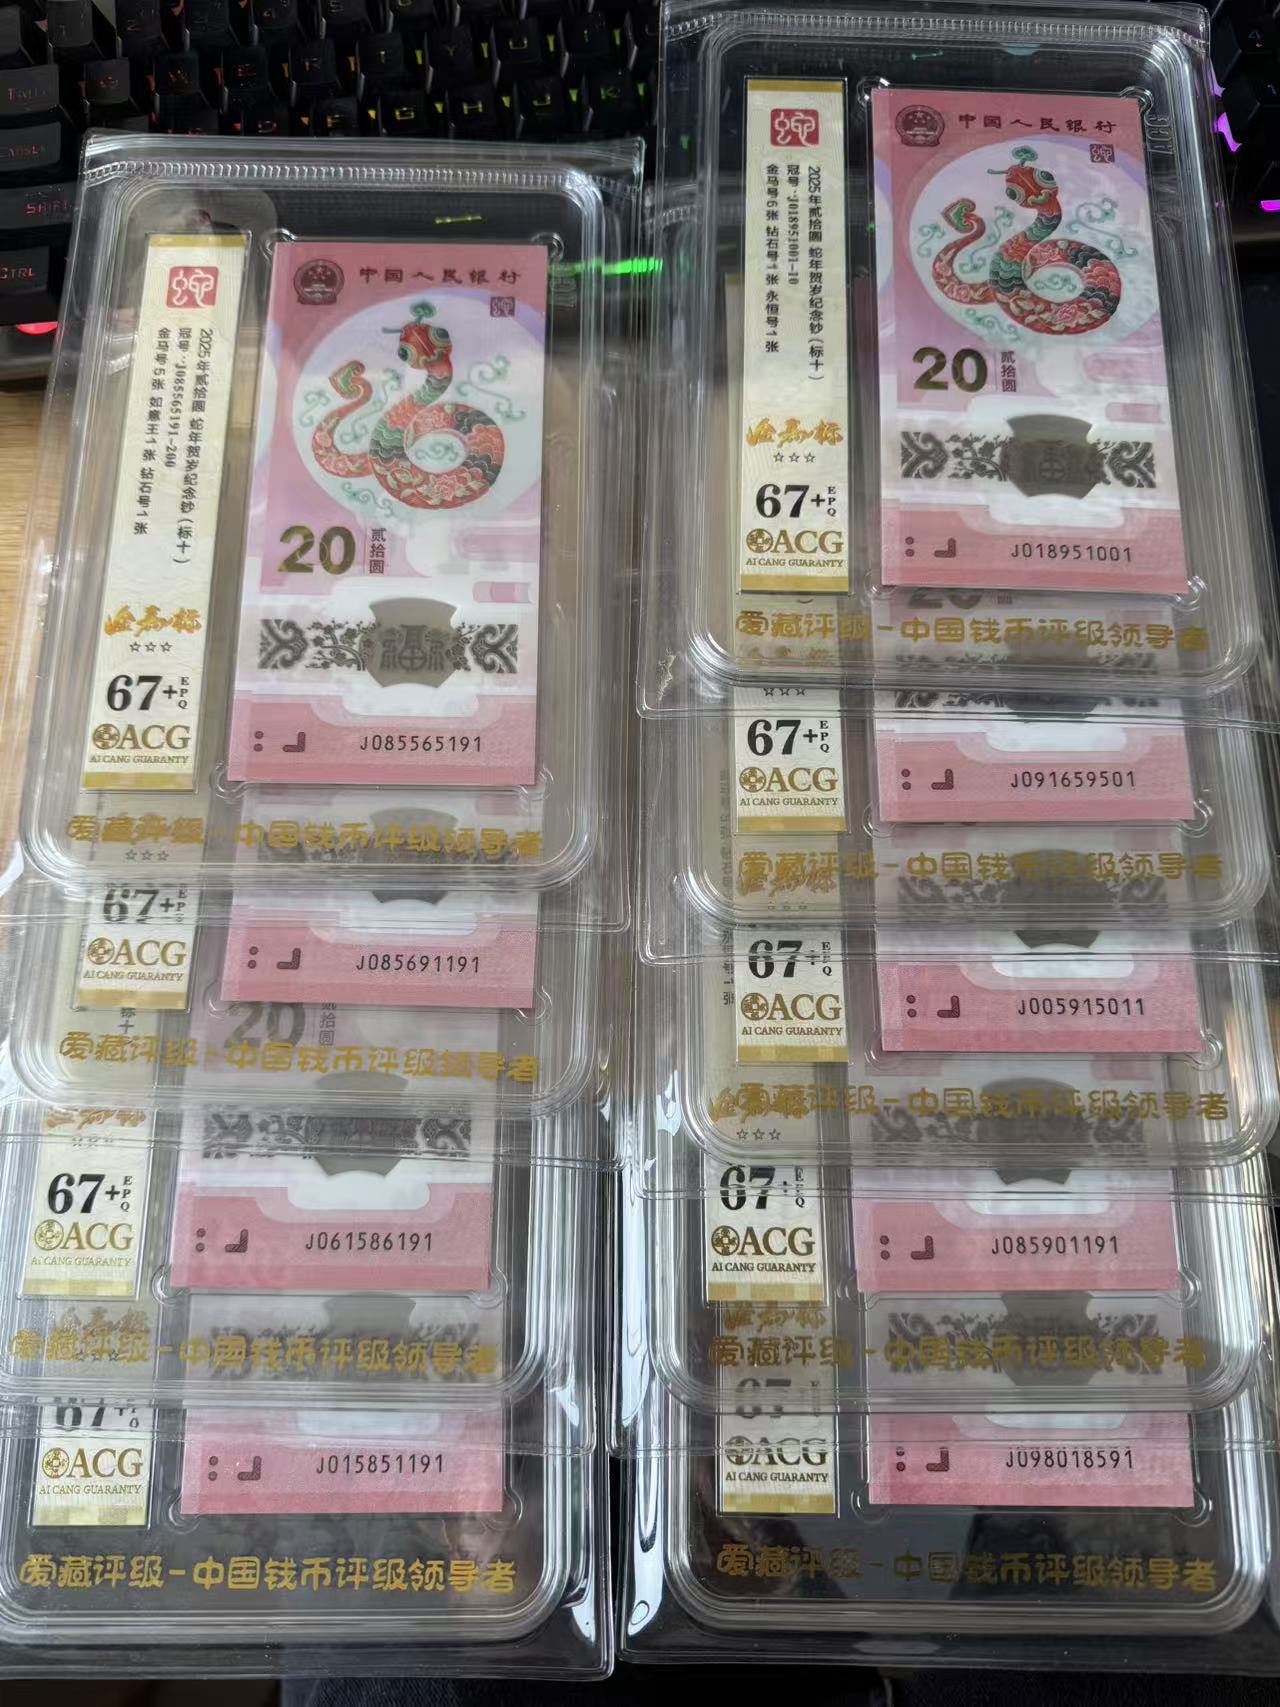 2025年贰拾圆 蛇年贺岁纪念钞(标十)
冠号:J085565191-200
金马号5张 如意王1张 钻石号1张
金马标
☆☆☆
67+
EPQ
ACG
AI CANG GUARANTY
中国人民银行
20
贰拾圆
福
J085565191
爱藏评级-中国钱币评级领导者
☆☆☆
67+
ACG
AI CANG GUARANTY
20
贰拾圆
J085691191
爱藏评级-中国钱币评级领导者
67+
EPQ
ACG
AI CANG GUARANTY
J061586191
爱藏评级-中国钱币评级领导者
67+
ACG
AI CANG GUARANTY
J015851191
爱藏评级-中国钱币评级领导者
2025年贰拾圆 蛇年贺岁纪念钞(标十)
冠号:J018951001-10
金马号6张 钻石号1张 永恒号1张
金马标
☆☆☆
67+
EPQ
ACG
AI CANG GUARANTY
中国人民银行
20
贰拾圆
福
J018951001
爱藏评级-中国钱币评级领导者
☆☆☆
67+
EPQ
ACG
AI CANG GUARANTY
J091659501
爱藏评级-中国钱币评级领导者
67+
EPQ
ACG
AI CANG GUARANTY
J005915011
爱藏评级-中国钱币评级领导者
☆☆☆
67+
EPQ
ACG
AI CANG GUARANTY
J085901191
爱藏评级-中国钱币评级领导者
67
ACG
AI CANG GUARANTY
J098018591
爱藏评级-中国钱币评级领导者